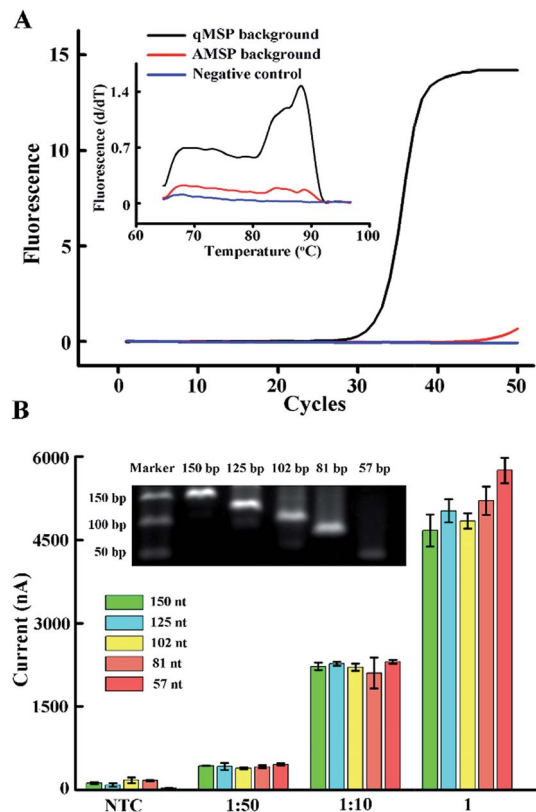 A
qMSP background
AMSP background
Negative control
Fluorescence (d/dT)
1.4
0.7
0
60 70 80 90 100
Temperature (°C)
Fluorescence
15
10
5
0
0 10 20 30 40 50
Cycles
B
Marker 150 bp 125 bp 102 bp 81 bp 57 bp
150 bp
100 bp
50 bp
150 nt
125 nt
102 nt
81 nt
57 nt
Current (nA)
6000
4500
3000
1500
0
NTC 1:50 1:10 1